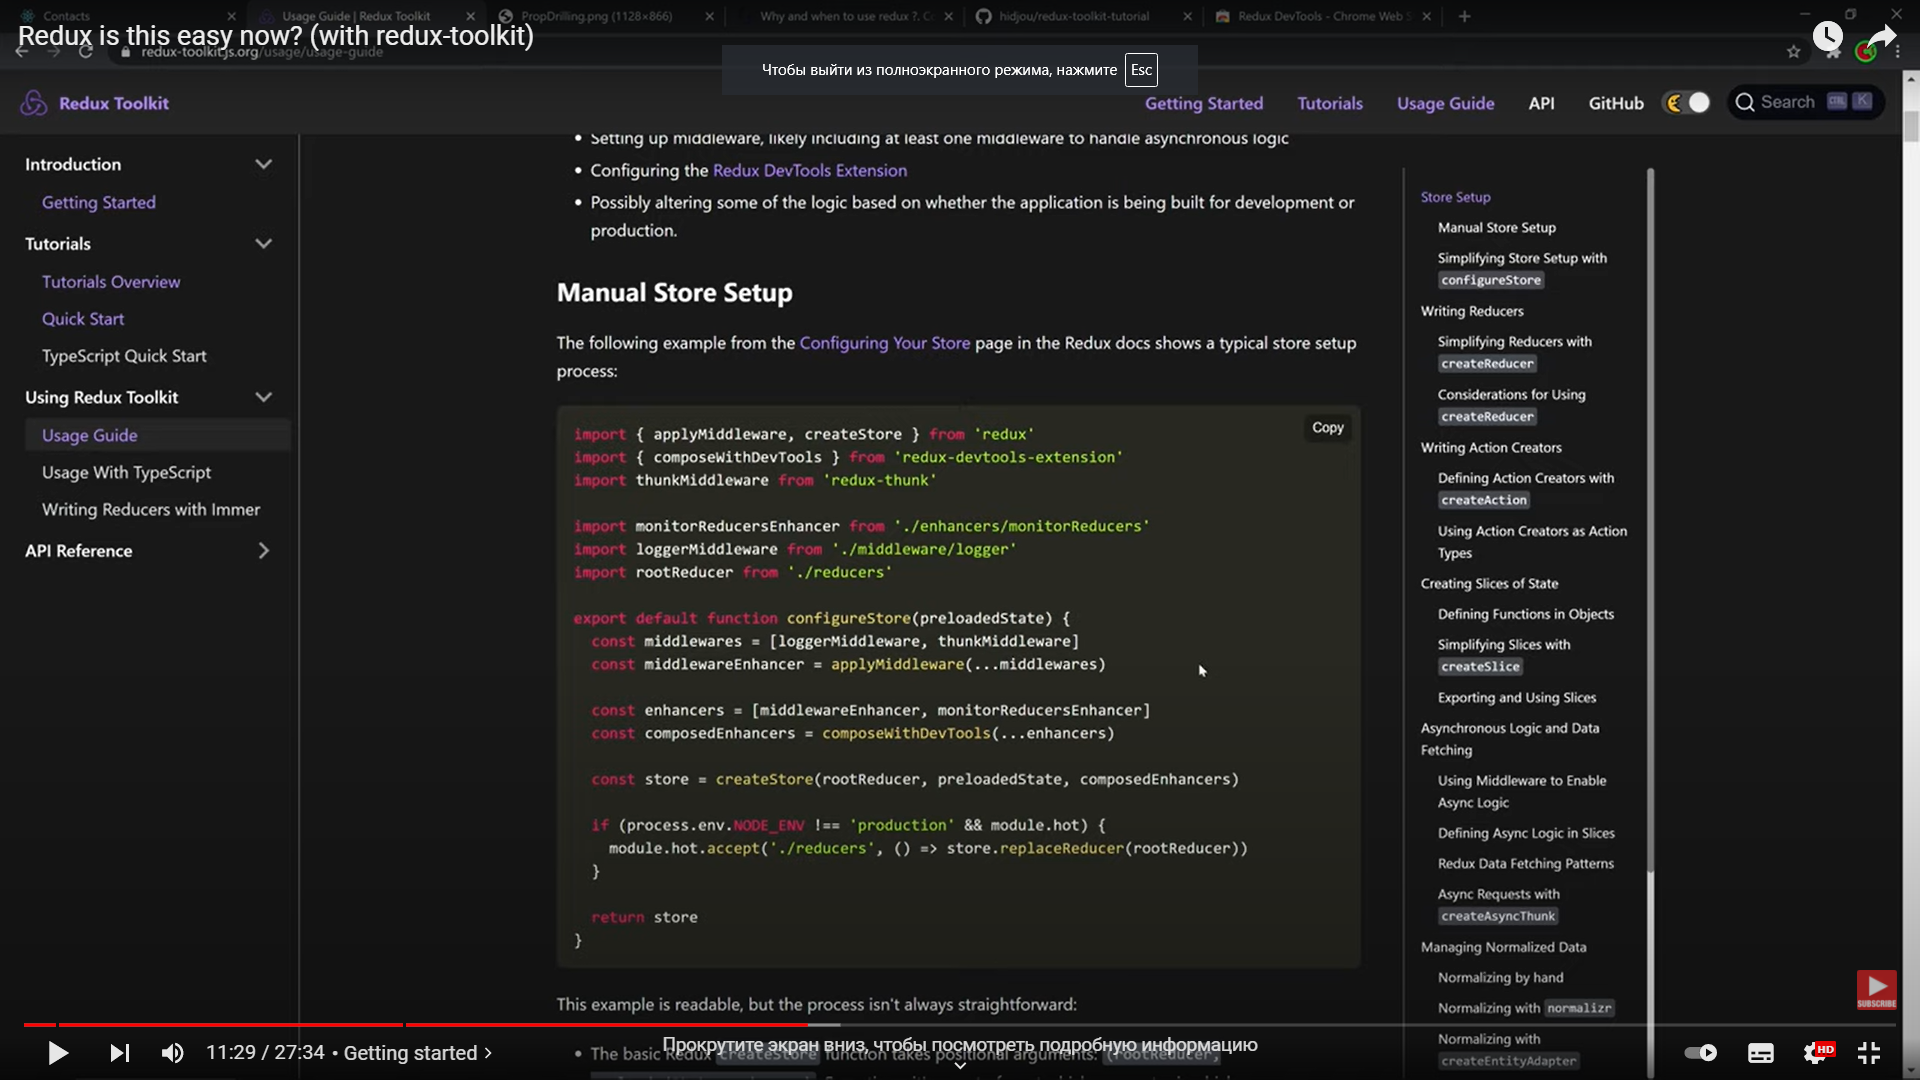 Contacts
Usage Guide | Redux Toolkit
PropDrilling.png (1128×866)
Why and when to use redux ?. C
hidjou/redux-toolkit-tutorial
Redux DevTools - Chrome Web S
Redux is this easy now? (with redux-toolkit)
redux-toolkit.js.org/usage/usage-guide
Чтобы выйти из полноэкранного режима, нажмите Esc
Redux Toolkit
Getting Started
Tutorials
Usage Guide
API
GitHub
Search
CTRL K
Introduction
Getting Started
Tutorials
Tutorials Overview
Quick Start
TypeScript Quick Start
Using Redux Toolkit
Usage Guide
Usage With TypeScript
Writing Reducers with Immer
API Reference
• Setting up middleware, likely including at least one middleware to handle asynchronous logic
• Configuring the Redux DevTools Extension
• Possibly altering some of the logic based on whether the application is being built for development or
production.
Manual Store Setup
The following example from the Configuring Your Store page in the Redux docs shows a typical store setup
process:
Copy
import { applyMiddleware, createStore } from 'redux'
import { composeWithDevTools } from 'redux-devtools-extension'
import thunkMiddleware from 'redux-thunk'
import monitorReducersEnhancer from './enhancers/monitorReducers'
import loggerMiddleware from './middleware/logger'
import rootReducer from './reducers'
export default function configureStore(preloadedState) {
const middlewares = [loggerMiddleware, thunkMiddleware]
const middlewareEnhancer = applyMiddleware(...middlewares)
const enhancers = [middlewareEnhancer, monitorReducersEnhancer]
const composedEnhancers = composeWithDevTools(...enhancers)
const store = createStore(rootReducer, preloadedState, composedEnhancers)
if (process.env.NODE_ENV !== 'production' && module.hot) {
module.hot.accept('./reducers', () => store.replaceReducer(rootReducer))
}
return store
}
This example is readable, but the process isn't always straightforward:
• The basic Redux createStore function takes positional arguments: (rootReducer,
Store Setup
Manual Store Setup
Simplifying Store Setup with
configureStore
Writing Reducers
Simplifying Reducers with
createReducer
Considerations for Using
createReducer
Writing Action Creators
Defining Action Creators with
createAction
Using Action Creators as Action
Types
Creating Slices of State
Defining Functions in Objects
Simplifying Slices with
createSlice
Exporting and Using Slices
Asynchronous Logic and Data
Fetching
Using Middleware to Enable
Async Logic
Defining Async Logic in Slices
Redux Data Fetching Patterns
Async Requests with
createAsyncThunk
Managing Normalized Data
Normalizing by hand
Normalizing with normalizr
Normalizing with
createEntityAdapter
SUBSCRIBE
11:29 / 27:34 • Getting started
Прокрутите экран вниз, чтобы посмотреть подробную информацию
HD